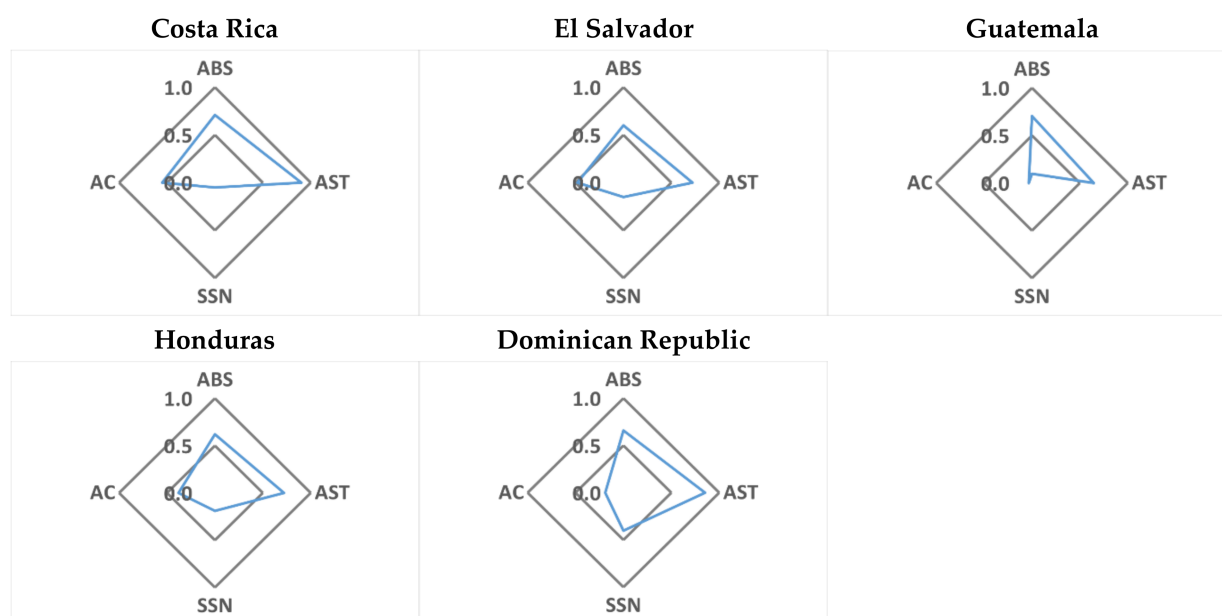 Costa Rica
ABS
1.0
0.5
AC 0.0 AST
SSN
El Salvador
ABS
1.0
0.5
AC 0.0 AST
SSN
Guatemala
ABS
1.0
0.5
AC 0.0 AST
SSN
Honduras
ABS
1.0
0.5
AC 0.0 AST
SSN
Dominican Republic
ABS
1.0
0.5
AC 0.0 AST
SSN